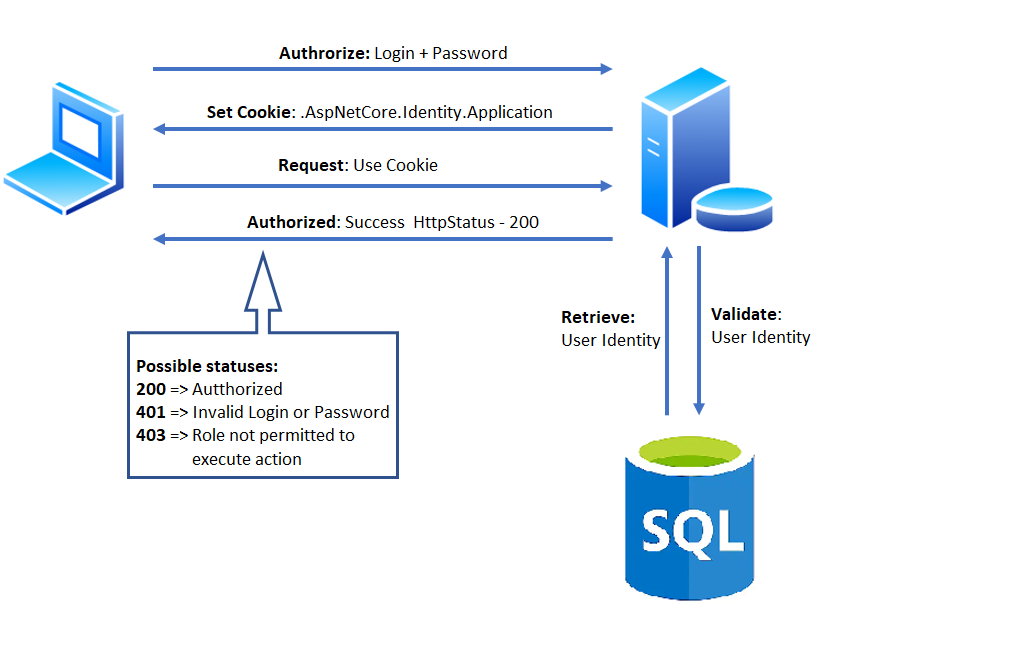 Authrorize: Login + Password
Set Cookie: .AspNetCore.Identity.Application
Request: Use Cookie
Authorized: Success  HttpStatus - 200
Retrieve:
User Identity
Validate:
User Identity
Possible statuses:
200 => Autthorized
401 => Invalid Login or Password
403 => Role not permitted to
execute action
SQL